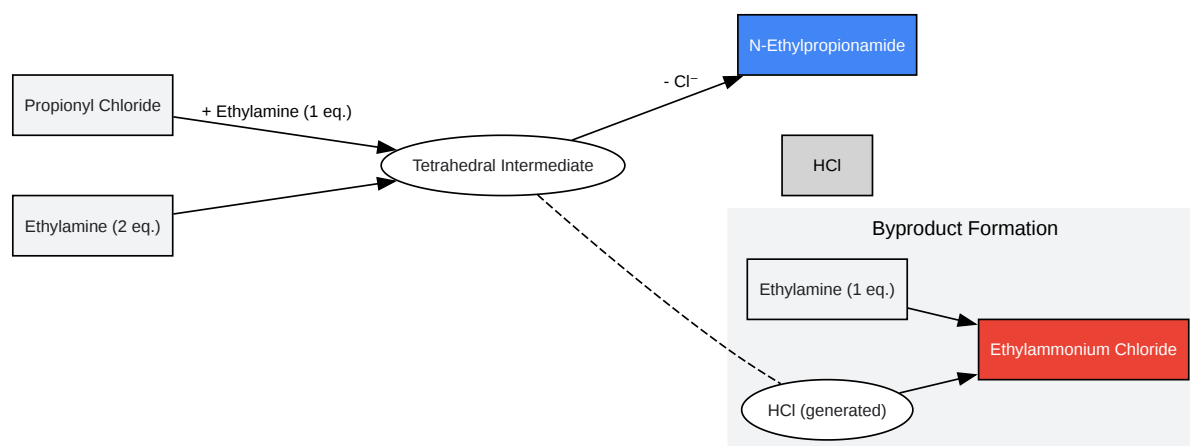 N-Ethylpropionamide
- Cl⁻
Propionyl Chloride
+ Ethylamine (1 eq.)
Tetrahedral Intermediate
HCl
Ethylamine (2 eq.)
Byproduct Formation
Ethylamine (1 eq.)
Ethylammonium Chloride
HCl (generated)